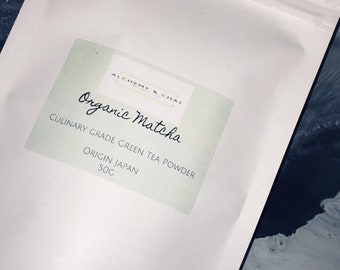 ALCHEMY & CHAI
Organic Matcha
Culinary Grade Green Tea Powder
Origin Japan
50g